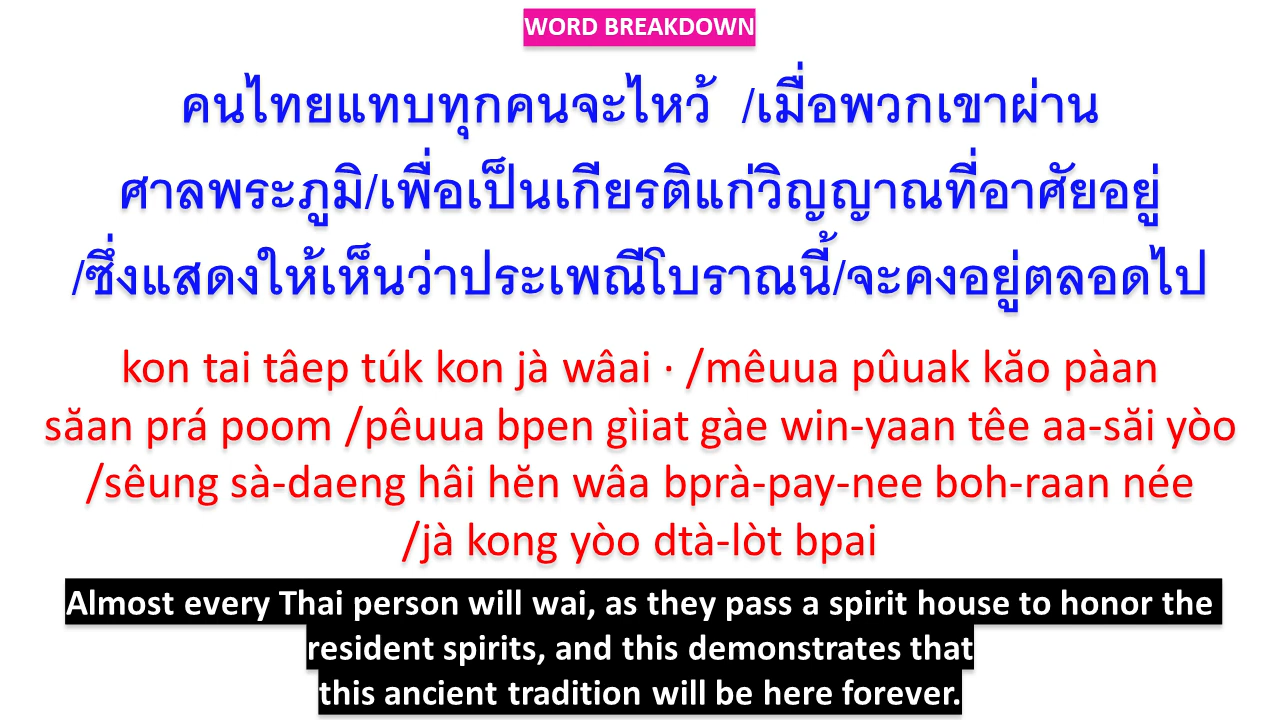 WORD BREAKDOWN
คนไทยแทบทุกคนจะไหว้ /เมื่อพวกเขาผ่าน
ศาลพระภูมิ/เพื่อเป็นเกียรติแก่วิญญาณที่อาศัยอยู่
/ซึ่งแสดงให้เห็นว่าประเพณีโบราณนี้/จะคงอยู่ตลอดไป
kon tai tâep túk kon jà wâai · /mêuua pûuak kăo pàan
săan prá poom /pêuua bpen gìiat gàe win-yaan têe aa-săi yòo
/sêung sà-daeng hâi hĕn wâa bprà-pay-nee boh-raan née
/jà kong yòo dtà-lòt bpai
Almost every Thai person will wai, as they pass a spirit house to honor the
resident spirits, and this demonstrates that
this ancient tradition will be here forever.